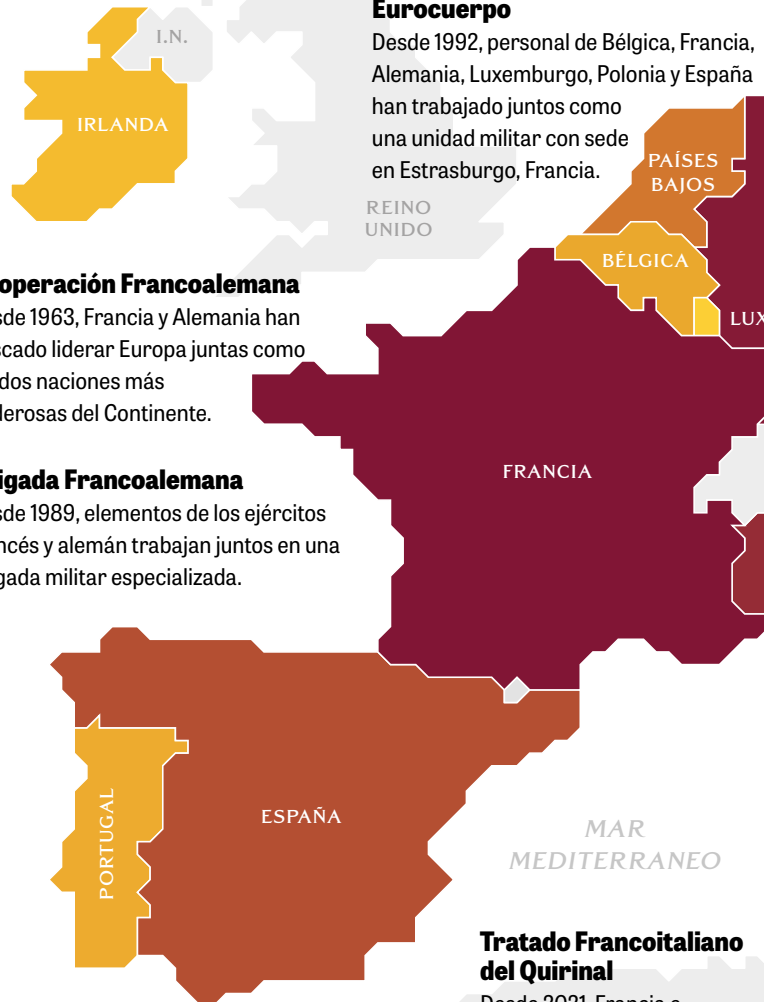 Eurocuerpo
Desde 1992, personal de Bélgica, Francia,
Alemania, Luxemburgo, Polonia y España
han trabajado juntos como
una unidad militar con sede
en Estrasburgo, Francia.
I.N.
IRLANDA
REINO
UNIDO
PAÍSES
BAJOS
BÉLGICA
LUX
operación Francoalemana
sde 1963, Francia y Alemania han
scado liderar Europa juntas como
dos naciones más
derosas del Continente.
FRANCIA
igada Francoalemana
sde 1989, elementos de los ejércitos
ncés y alemán trabajan juntos en una
gada militar especializada.
PORTUGAL
ESPAÑA
MAR
MEDITERRANEO
Tratado Francoitaliano
del Quirinal
Desde 2021, Francia e